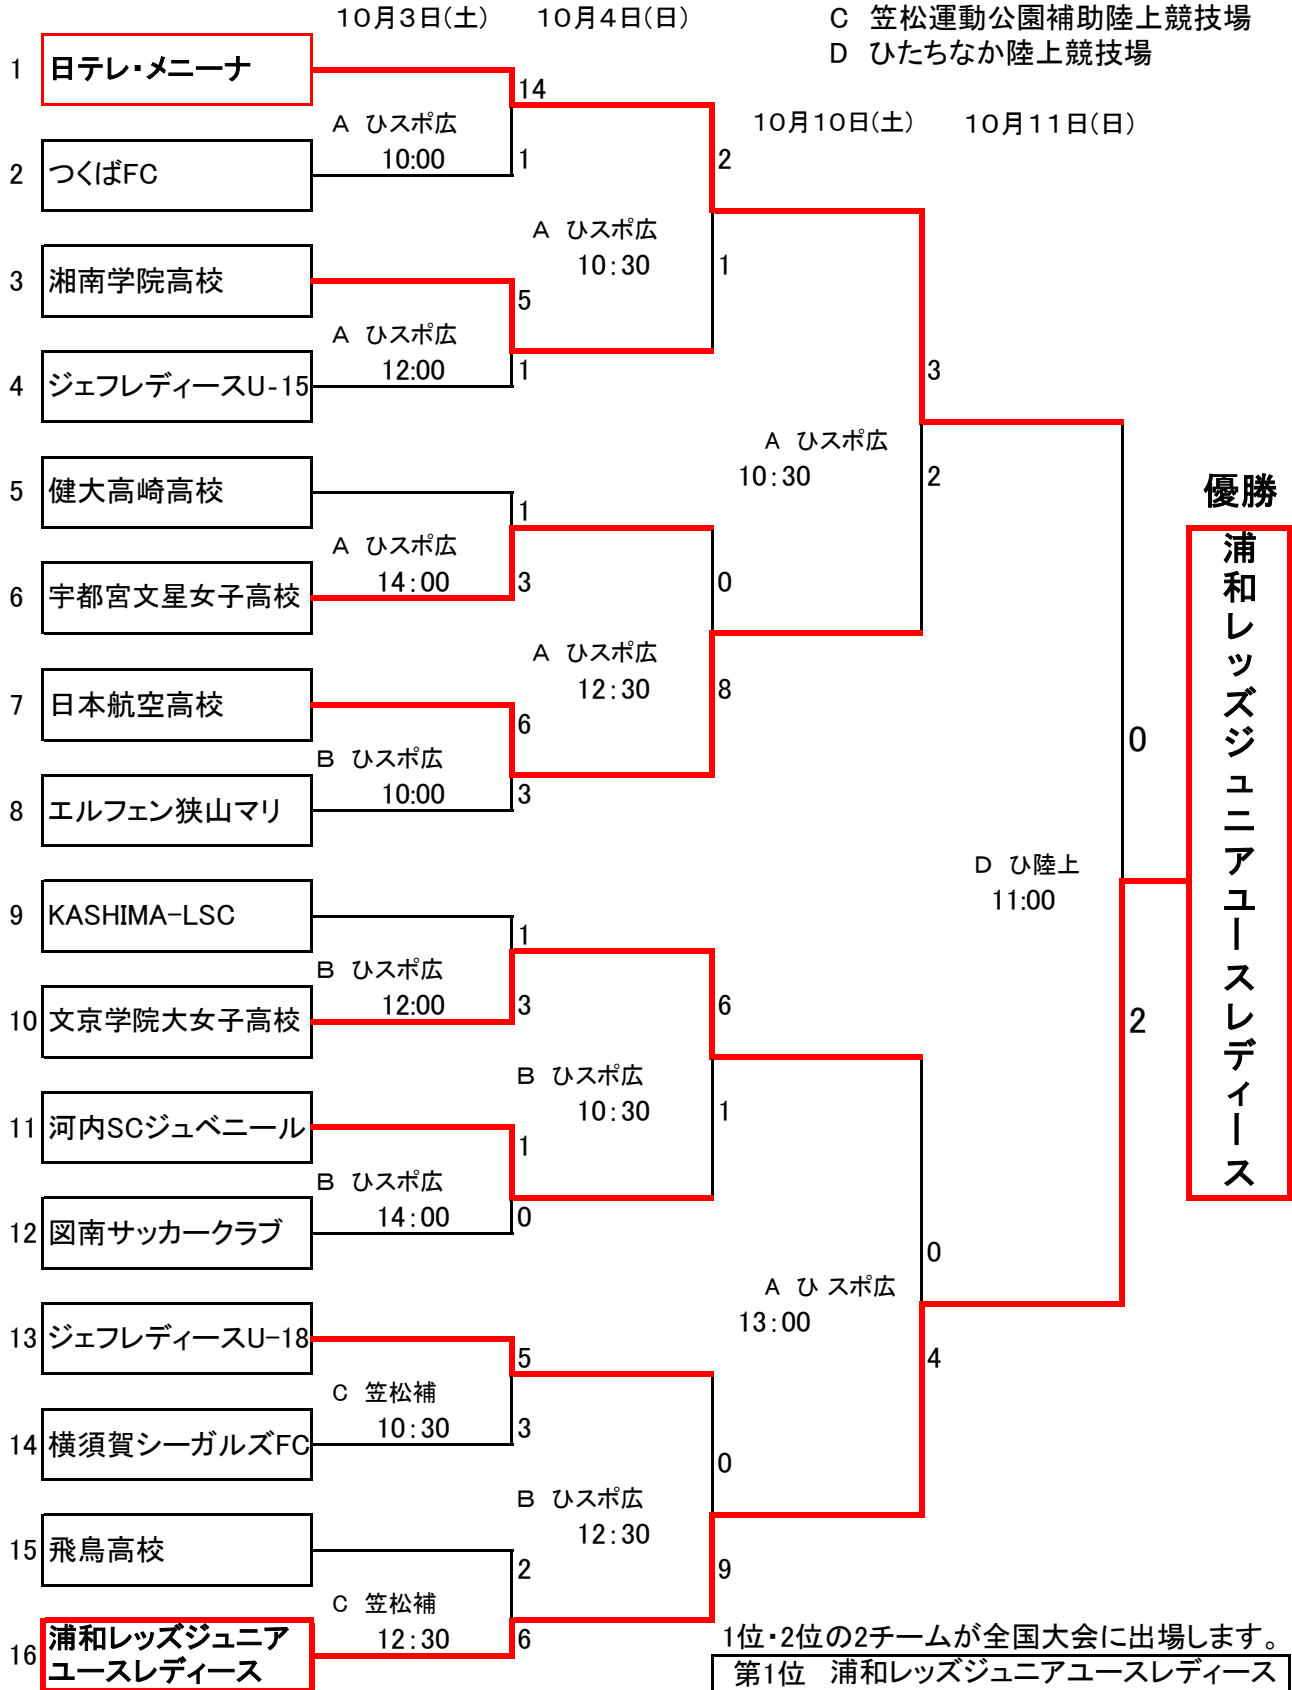 10月3日(土)　10月4日(日)
C　笠松運動公園補助陸上競技場
D　ひたちなか陸上競技場
10月10日(土)　10月11日(日)
1　日テレ・メニーナ
14
A　ひスポ広
10:00
1
2　つくばFC
2
A　ひスポ広
10:30
1
3　湘南学院高校
5
A　ひスポ広
12:00
1
4　ジェフレディースU-15
3
A　ひスポ広
10:30
2
5　健大高崎高校
1
A　ひスポ広
14:00
3
6　宇都宮文星女子高校
0
A　ひスポ広
12:30
8
7　日本航空高校
6
B　ひスポ広
10:00
3
8　エルフェン狭山マリ
優勝
浦和レッズジュニアユースレディース
0
D　ひ陸上
11:00
2
9　KASHIMA-LSC
1
B　ひスポ広
12:00
3
10　文京学院大女子高校
6
B　ひスポ広
10:30
1
11　河内SCジュベニール
1
B　ひスポ広
14:00
0
12　図南サッカークラブ
0
A　ひ スポ広
13:00
4
13　ジェフレディースU-18
5
C　笠松補
10:30
3
14　横須賀シーガルズFC
0
B　ひスポ広
12:30
9
15　飛鳥高校
2
C　笠松補
12:30
6
16　浦和レッズジュニア
ユースレディース
1位・2位の2チームが全国大会に出場します。
第1位　浦和レッズジュニアユースレディース